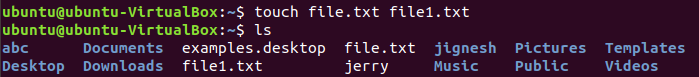 ubuntu@ubuntu-VirtualBox:~$ touch file.txt file1.txt
ubuntu@ubuntu-VirtualBox:~$ ls
abc      Documents  examples.desktop  file.txt  jignesh  Pictures  Templates
Desktop  Downloads  file1.txt         jerry     Music    Public    Videos